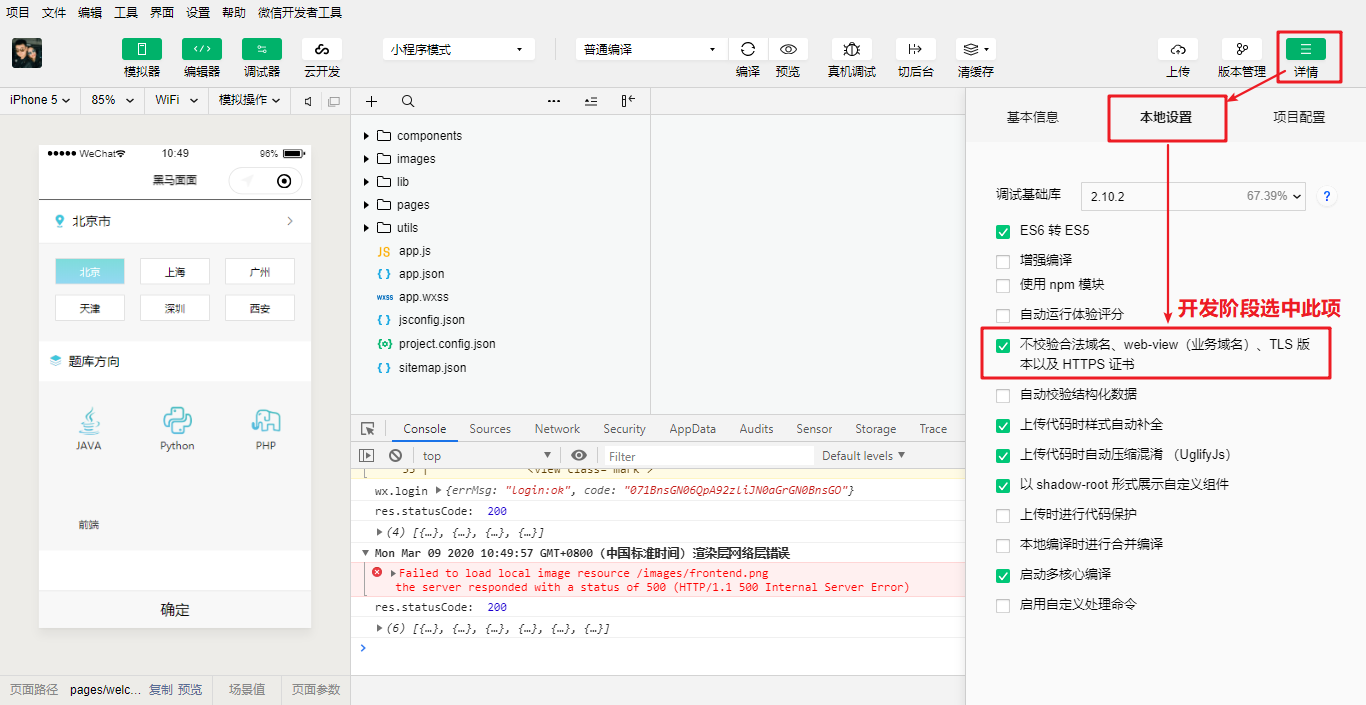 项目 文件 编辑 工具 界面 设置 帮助 微信开发者工具
模拟器 编辑器 调试器 云开发
小程序模式
普通编译
编译 预览 真机调试 切后台 清缓存
上传 版本管理 详情
iPhone 5 85% WiFi 模拟操作
WeChat 10:49 96%
黑马面面
北京市
北京 上海 广州
天津 深圳 西安
题库方向
JAVA Python PHP
前端
确定
页面路径 pages/welc... 复制 预览 场景值 页面参数
components
images
lib
pages
utils
JS app.js
{ } app.json
wxss app.wxss
{ } jsconfig.json
{o} project.config.json
{ } sitemap.json
Console Sources Network Security AppData Audits Sensor Storage Trace
top Filter Default levels
55 | <view class="mark">
wx.login {errMsg: "login:ok", code: "071BnsGN06QpA92zliJN0aGrGN0BnsGO"}
res.statusCode: 200
(4) [{…}, {…}, {…}, {…}]
Mon Mar 09 2020 10:49:57 GMT+0800 (中国标准时间) 渲染层网络层错误
Failed to load local image resource /images/frontend.png
the server responded with a status of 500 (HTTP/1.1 500 Internal Server Error)
res.statusCode: 200
(6) [{…}, {…}, {…}, {…}, {…}, {…}]
基本信息 本地设置 项目配置
调试基础库 2.10.2 67.39% ?
ES6 转 ES5
增强编译
使用 npm 模块
自动运行体验评分
开发阶段选中此项
不校验合法域名、web-view（业务域名）、TLS 版
本以及 HTTPS 证书
自动校验结构化数据
上传代码时样式自动补全
上传代码时自动压缩混淆 （UglifyJs）
以 shadow-root 形式展示自定义组件
上传时进行代码保护
本地编译时进行合并编译
启动多核心编译
启用自定义处理命令